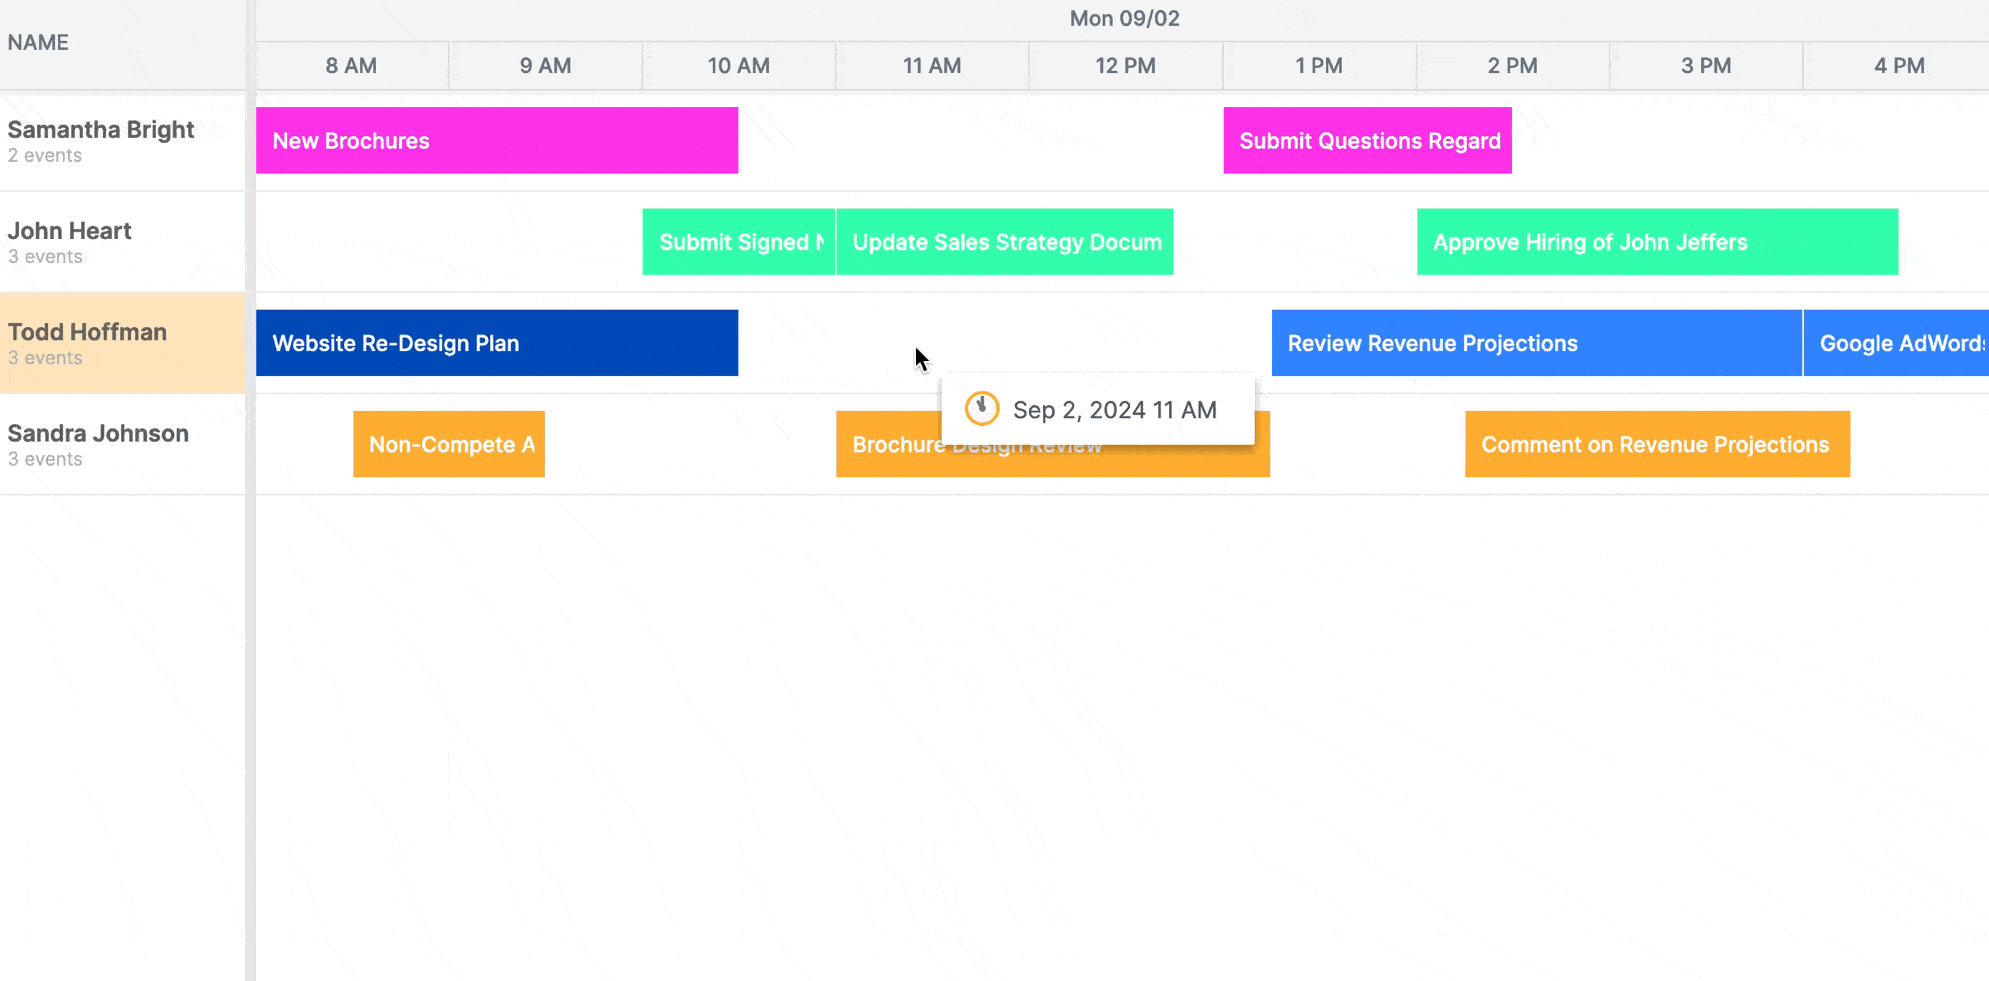 NAME
Mon 09/02
8 AM 9 AM 10 AM 11 AM 12 PM 1 PM 2 PM 3 PM 4 PM
Samantha Bright
2 events
New Brochures
Submit Questions Regard
John Heart
3 events
Submit Signed
Update Sales Strategy Docum
Approve Hiring of John Jeffers
Todd Hoffman
3 events
Website Re-Design Plan
Review Revenue Projections
Google AdWords
Sep 2, 2024 11 AM
Sandra Johnson
3 events
Non-Compete A
Brochure Design Review
Comment on Revenue Projections